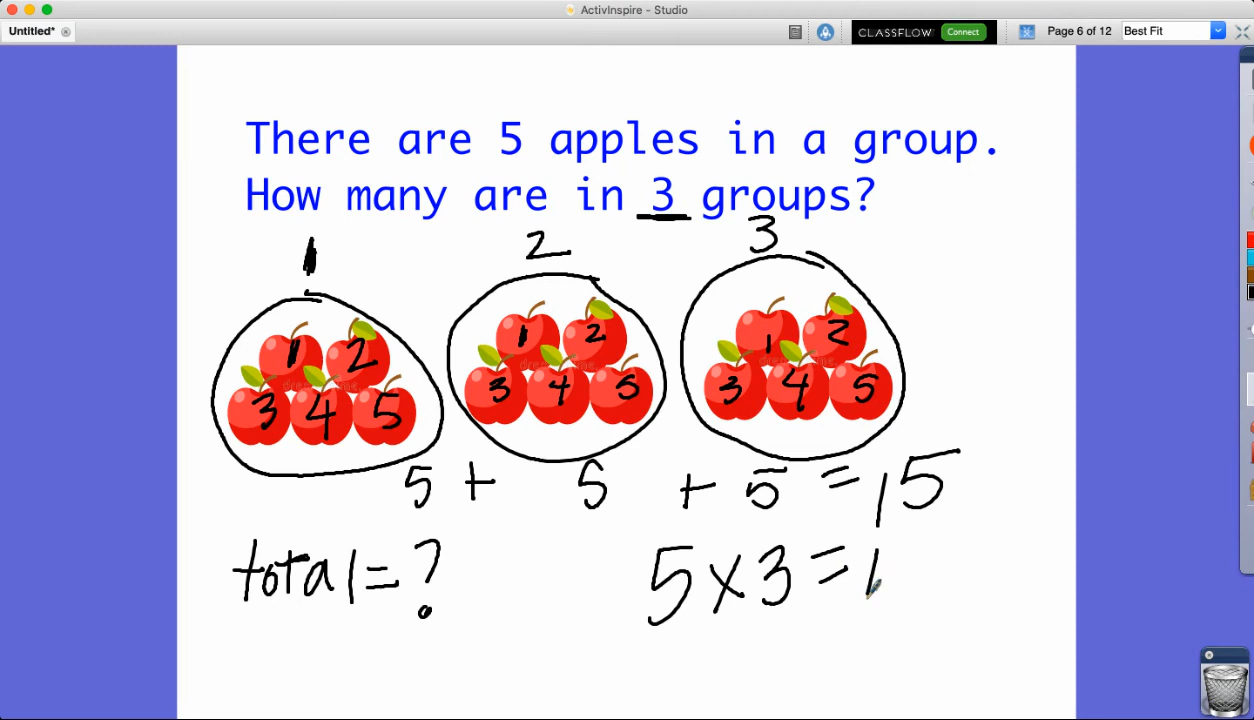 ActivInspire - Studio
Untitled*
CLASSFLOW Connect Page 6 of 12 Best Fit
There are 5 apples in a group.
How many are in 3 groups?
1 2 3
1 2 1 2 1 2
3 4 5 3 4 5 3 4 5
5 + 5 + 5 = 15
total = ? 5 x 3 = 1